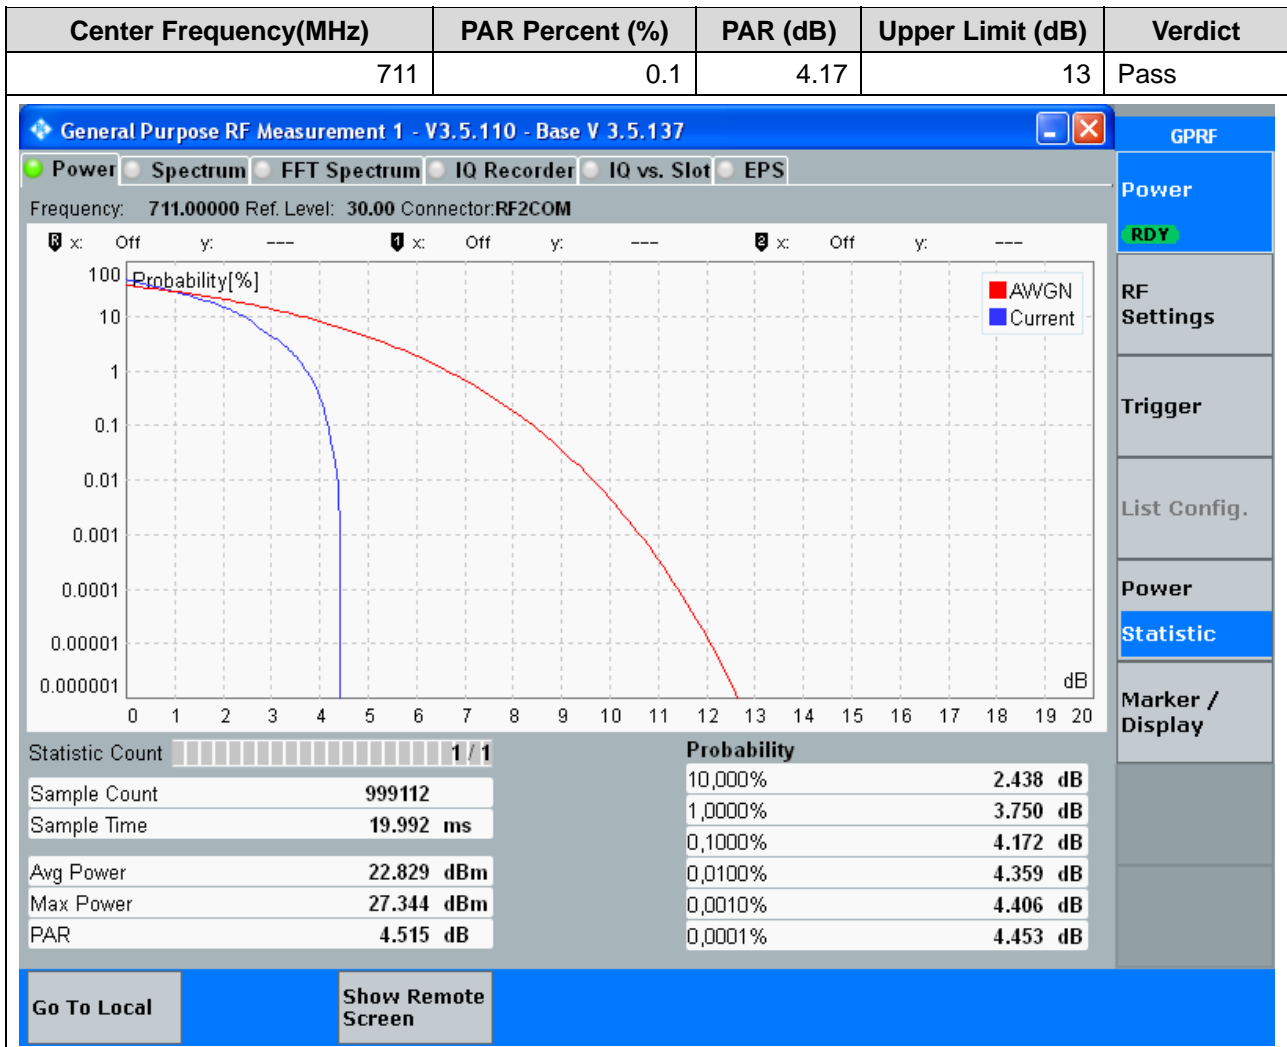 Center Frequency(MHz) PAR Percent (%) PAR (dB) Upper Limit (dB) Verdict
711 0.1 4.17 13 Pass
General Purpose RF Measurement 1 - V3.5.110 - Base V 3.5.137
GPRF
Power Spectrum FFT Spectrum IQ Recorder IQ vs. Slot EPS
Power
RDY
Frequency: 711.00000 Ref. Level: 30.00 Connector:RF2COM
R x: Off y: --- 1 x: Off y: --- 2 x: Off y: ---
Probability[%]
AWGN
Current
100
10
1
0.1
0.01
0.001
0.0001
0.00001
0.000001
dB
0 1 2 3 4 5 6 7 8 9 10 11 12 13 14 15 16 17 18 19 20
RF
Settings
Trigger
List Config.
Power
Statistic
Marker /
Display
Statistic Count 1 / 1
Sample Count 999112
Sample Time 19.992 ms
Avg Power 22.829 dBm
Max Power 27.344 dBm
PAR 4.515 dB
Probability
10,000% 2.438 dB
1,0000% 3.750 dB
0,1000% 4.172 dB
0,0100% 4.359 dB
0,0010% 4.406 dB
0,0001% 4.453 dB
Go To Local
Show Remote
Screen